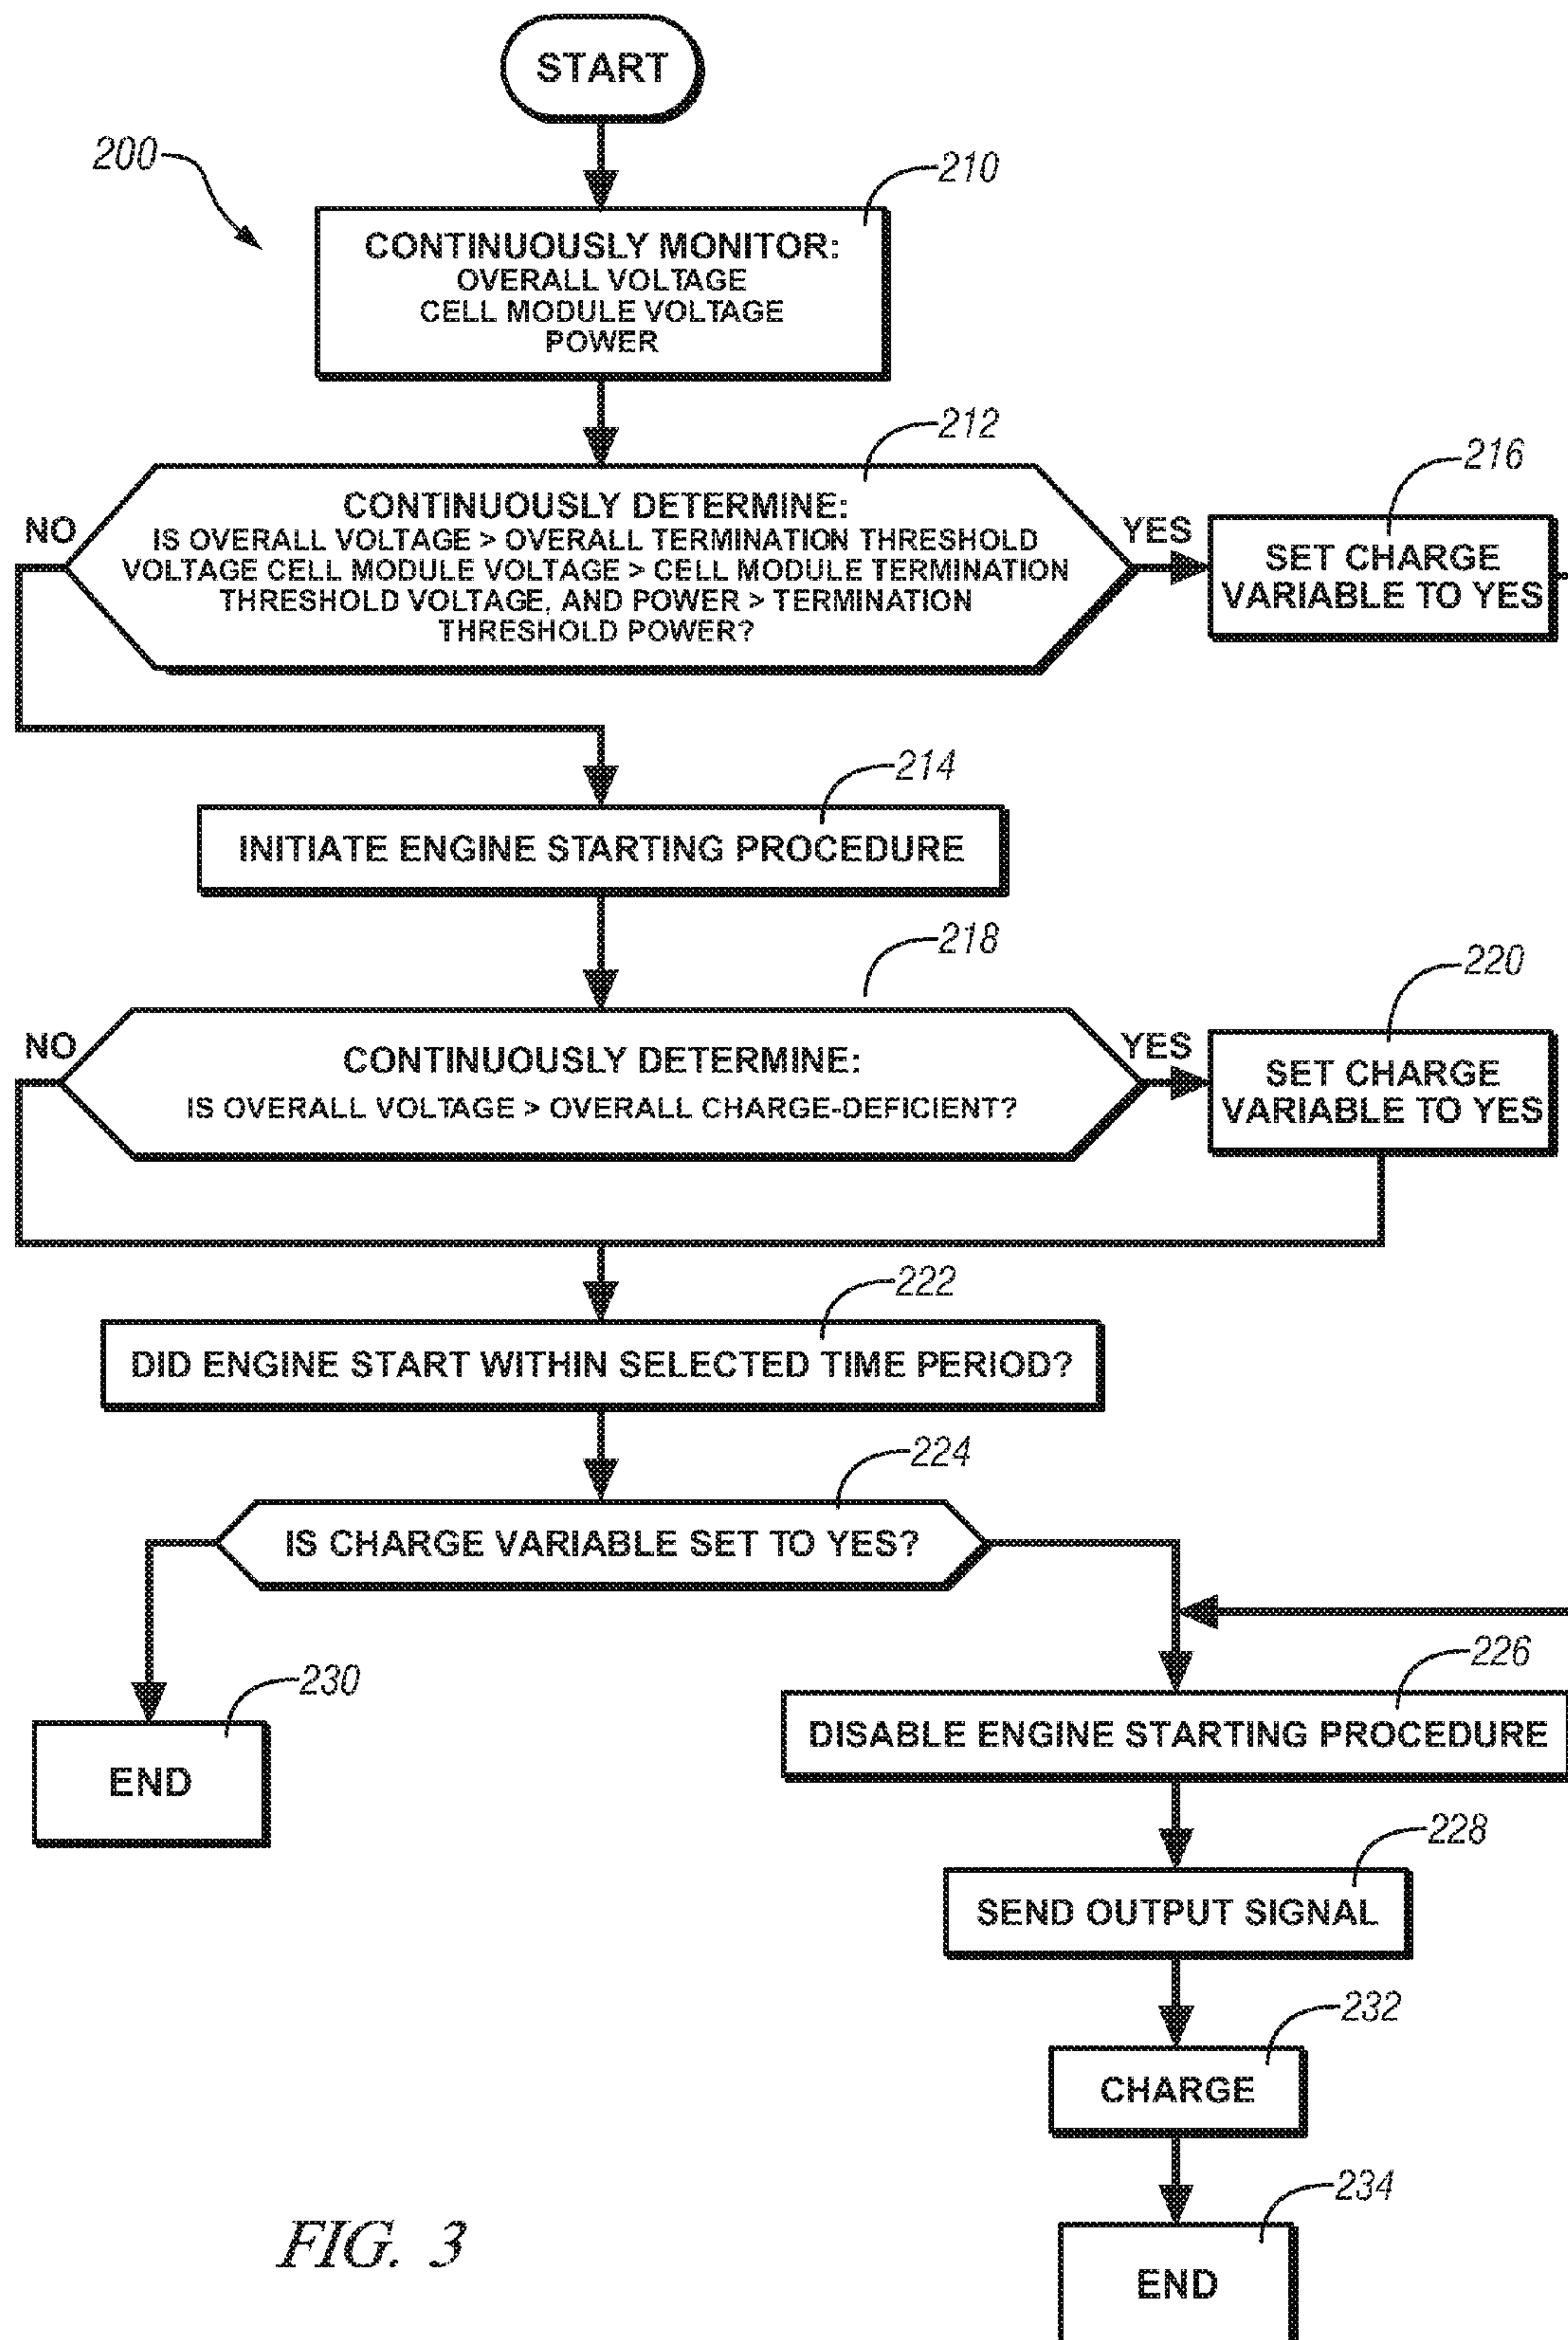 START
200
210
CONTINUOUSLY MONITOR:
OVERALL VOLTAGE
CELL MODULE VOLTAGE
POWER
212
216
NO
CONTINUOUSLY DETERMINE:
IS OVERALL VOLTAGE > OVERALL TERMINATION THRESHOLD
VOLTAGE CELL MODULE VOLTAGE > CELL MODULE TERMINATION
THRESHOLD VOLTAGE, AND POWER > TERMINATION
THRESHOLD POWER?
YES
SET CHARGE
VARIABLE TO YES
214
INITIATE ENGINE STARTING PROCEDURE
218
220
NO
CONTINUOUSLY DETERMINE:
IS OVERALL VOLTAGE > OVERALL CHARGE-DEFICIENT?
YES
SET CHARGE
VARIABLE TO YES
222
DID ENGINE START WITHIN SELECTED TIME PERIOD?
224
IS CHARGE VARIABLE SET TO YES?
230
END
226
DISABLE ENGINE STARTING PROCEDURE
228
SEND OUTPUT SIGNAL
232
CHARGE
234
END
FIG. 3